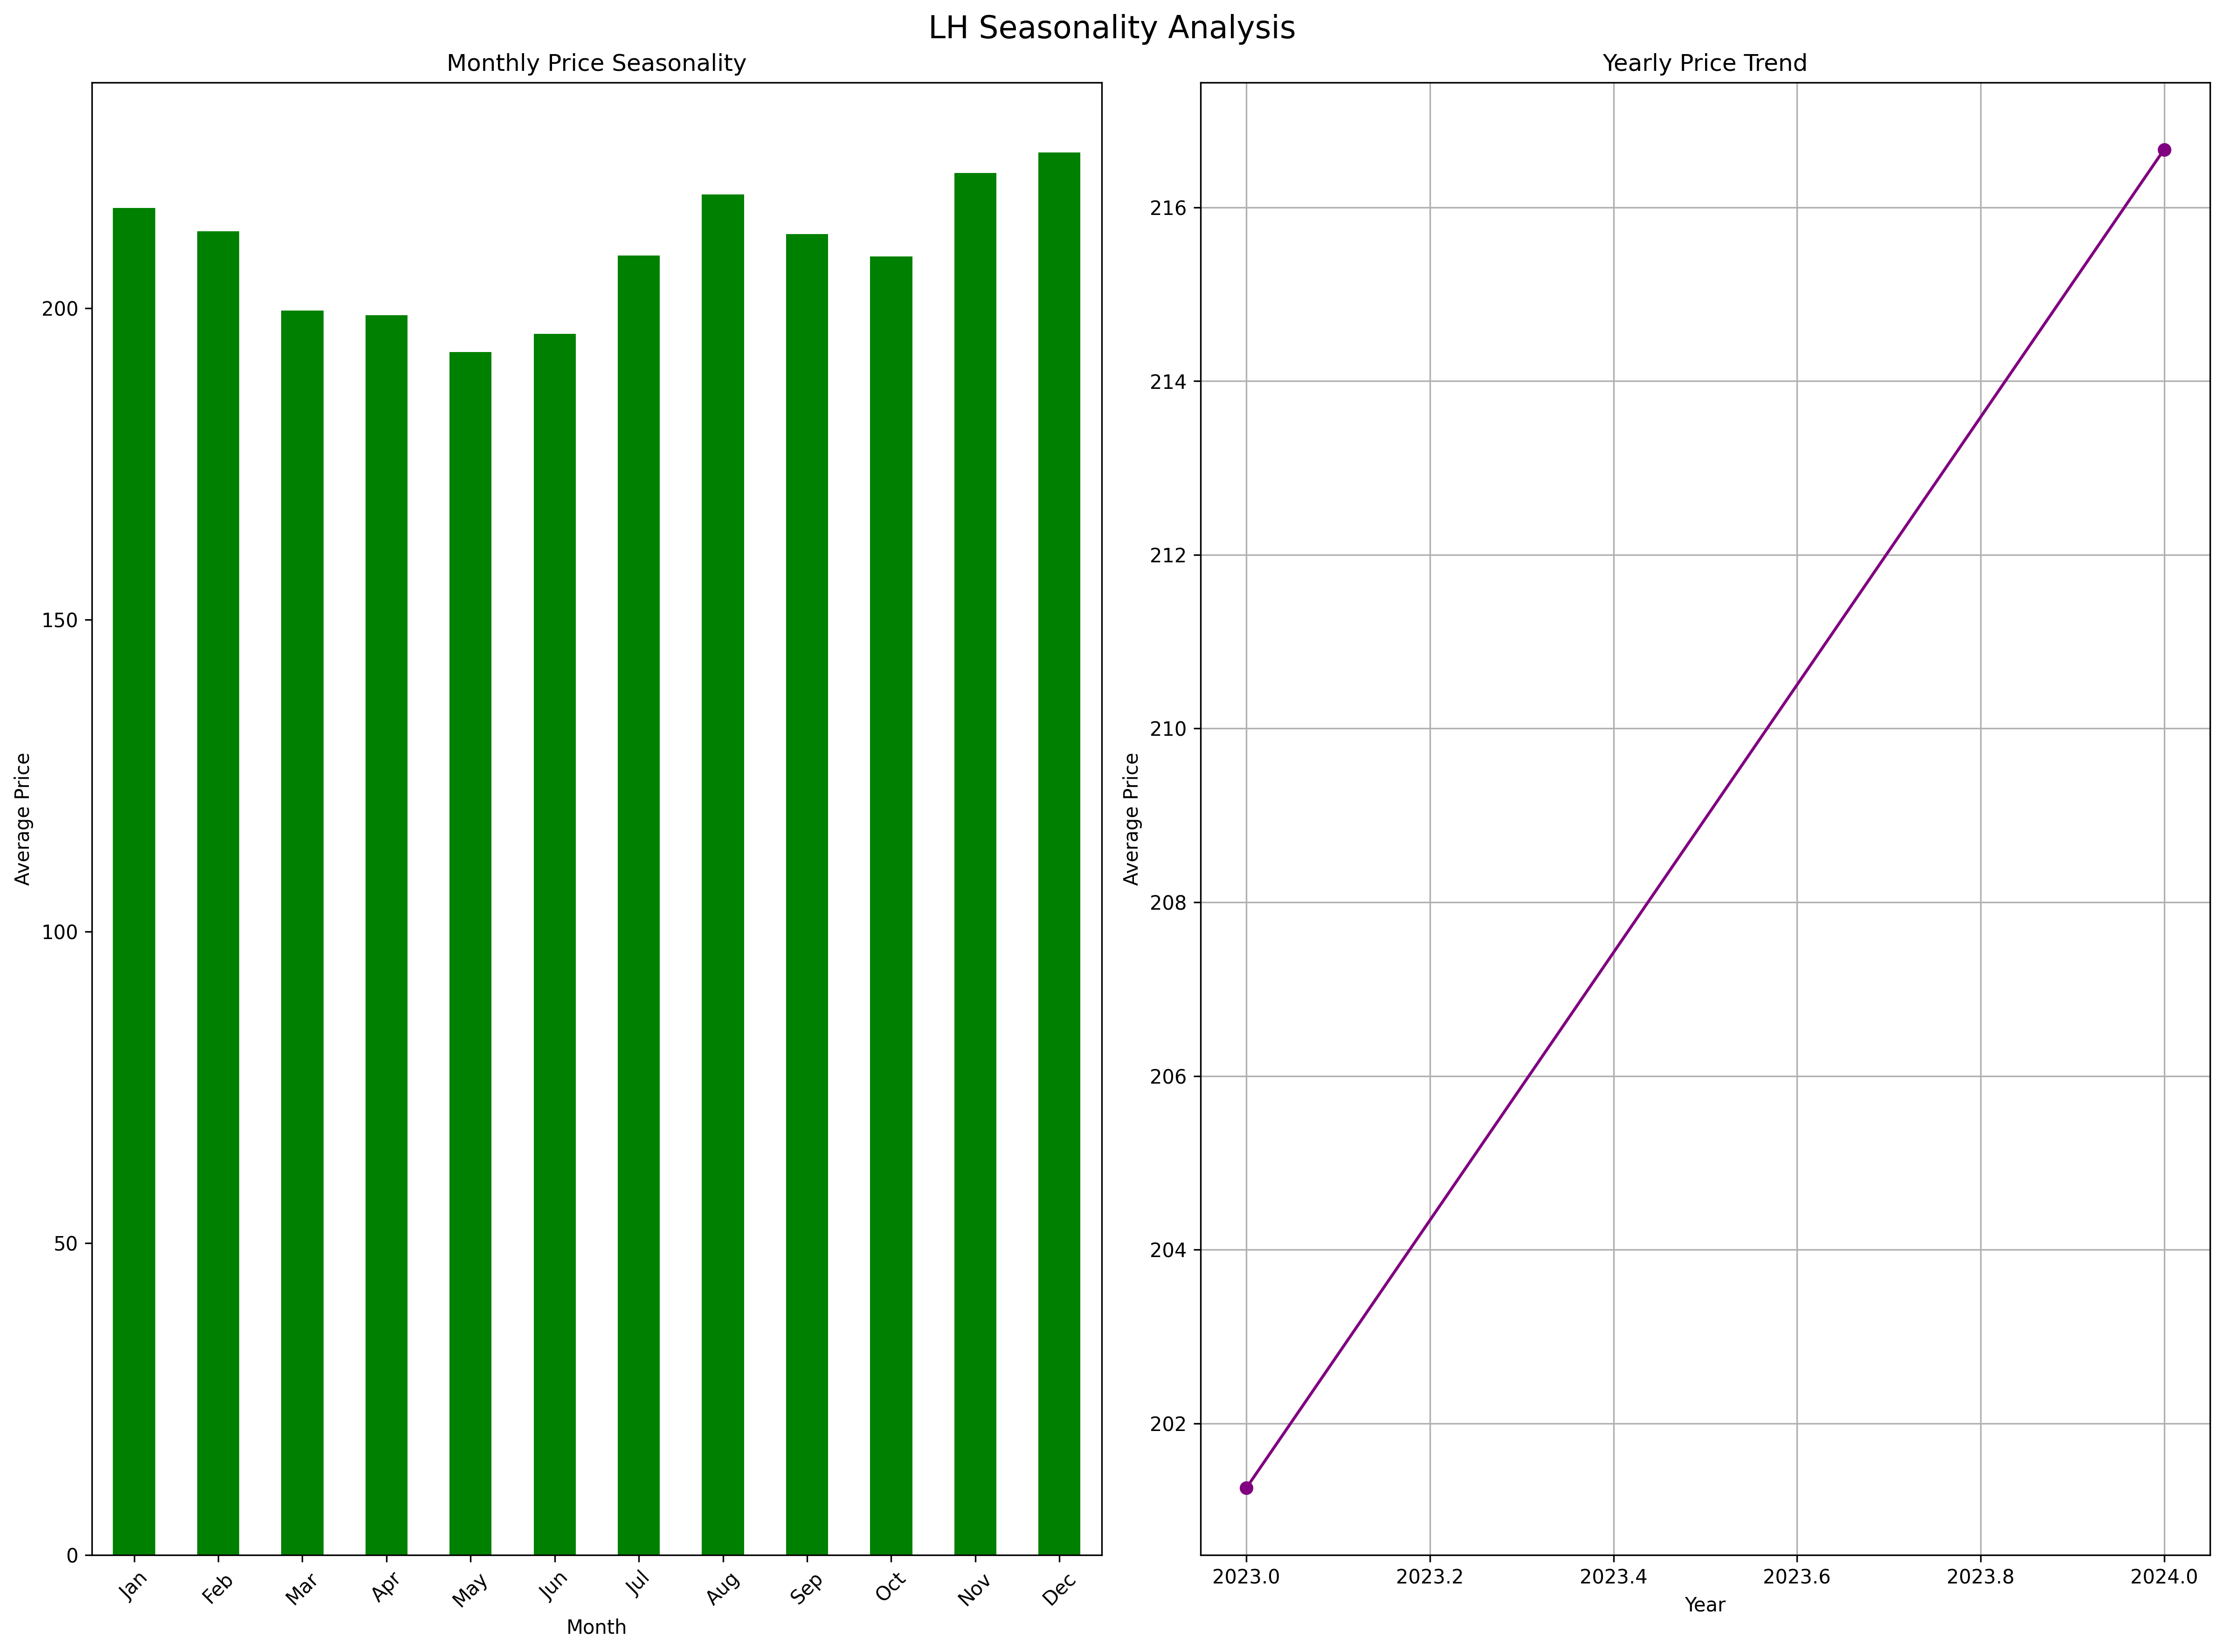 LH Seasonality Analysis
Monthly Price Seasonality
Average Price
200
150
100
50
0
Jan
Feb
Mar
Apr
May
Jun
Jul
Aug
Sep
Oct
Nov
Dec
Month
Yearly Price Trend
Average Price
216
214
212
210
208
206
204
202
2023.0
2023.2
2023.4
2023.6
2023.8
2024.0
Year